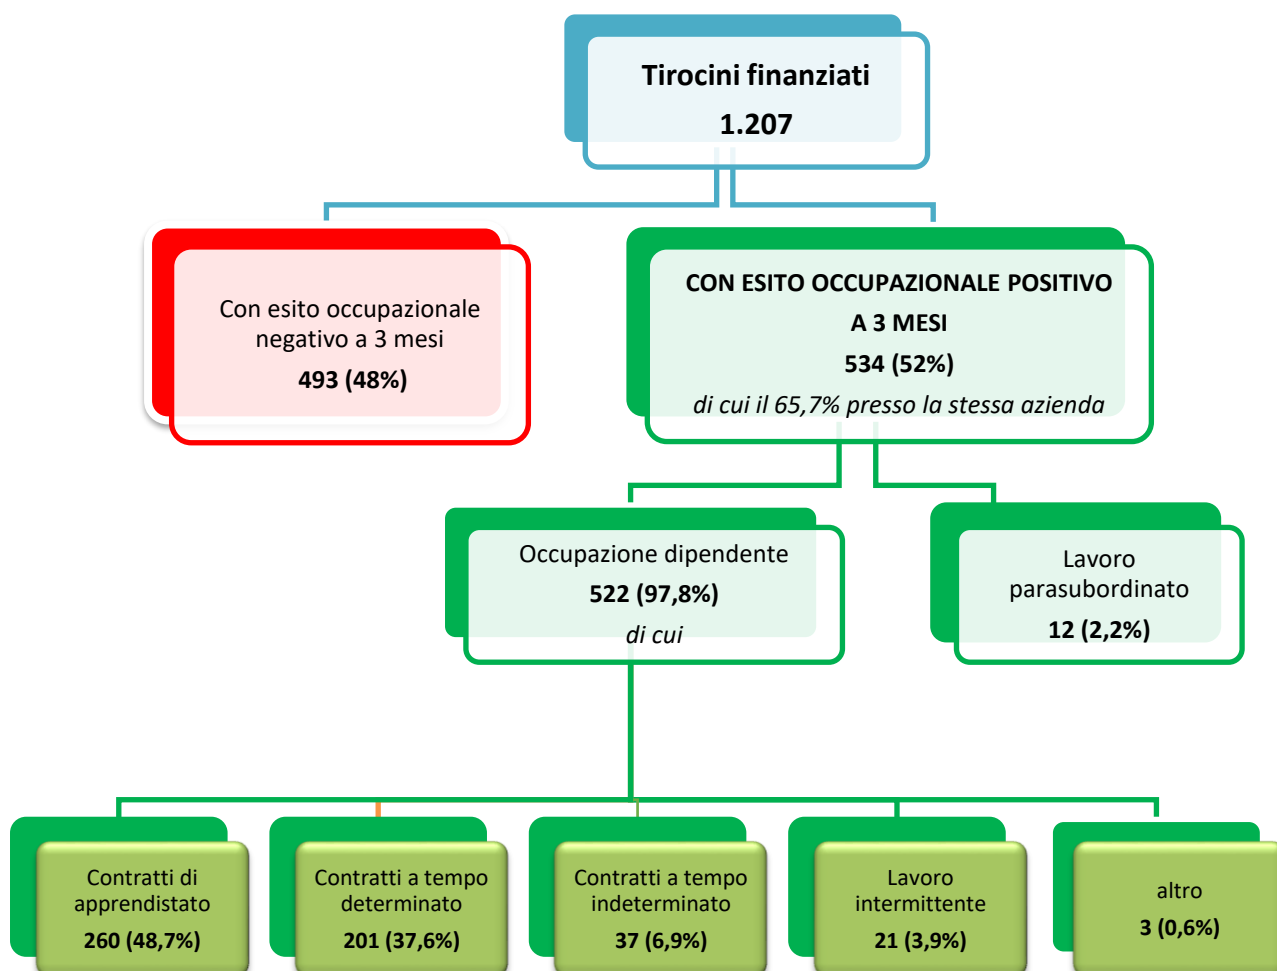 Tirocini finanziati
1.207
Con esito occupazionale
negativo a 3 mesi
493 (48%)
CON ESITO OCCUPAZIONALE POSITIVO
A 3 MESI
534 (52%)
di cui il 65,7% presso la stessa azienda
Occupazione dipendente
522 (97,8%)
di cui
Lavoro
parasubordinato
12 (2,2%)
Contratti di
apprendistato
260 (48,7%)
Contratti a tempo
determinato
201 (37,6%)
Contratti a tempo
indeterminato
37 (6,9%)
Lavoro
intermittente
21 (3,9%)
altro
3 (0,6%)